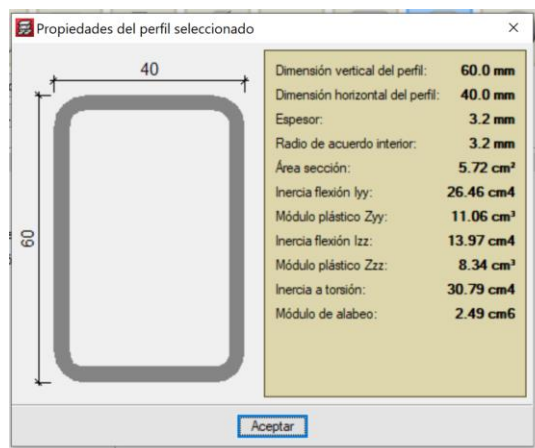 Propiedades del perfil seleccionado
40
60
Dimensión vertical del perfil: 60.0 mm
Dimensión horizontal del perfil: 40.0 mm
Espesor: 3.2 mm
Radio de acuerdo interior: 3.2 mm
Área sección: 5.72 cm²
Inercia flexión Iyy: 26.46 cm4
Módulo plástico Zyy: 11.06 cm³
Inercia flexión Izz: 13.97 cm4
Módulo plástico Zzz: 8.34 cm³
Inercia a torsión: 30.79 cm4
Módulo de alabeo: 2.49 cm6
Aceptar